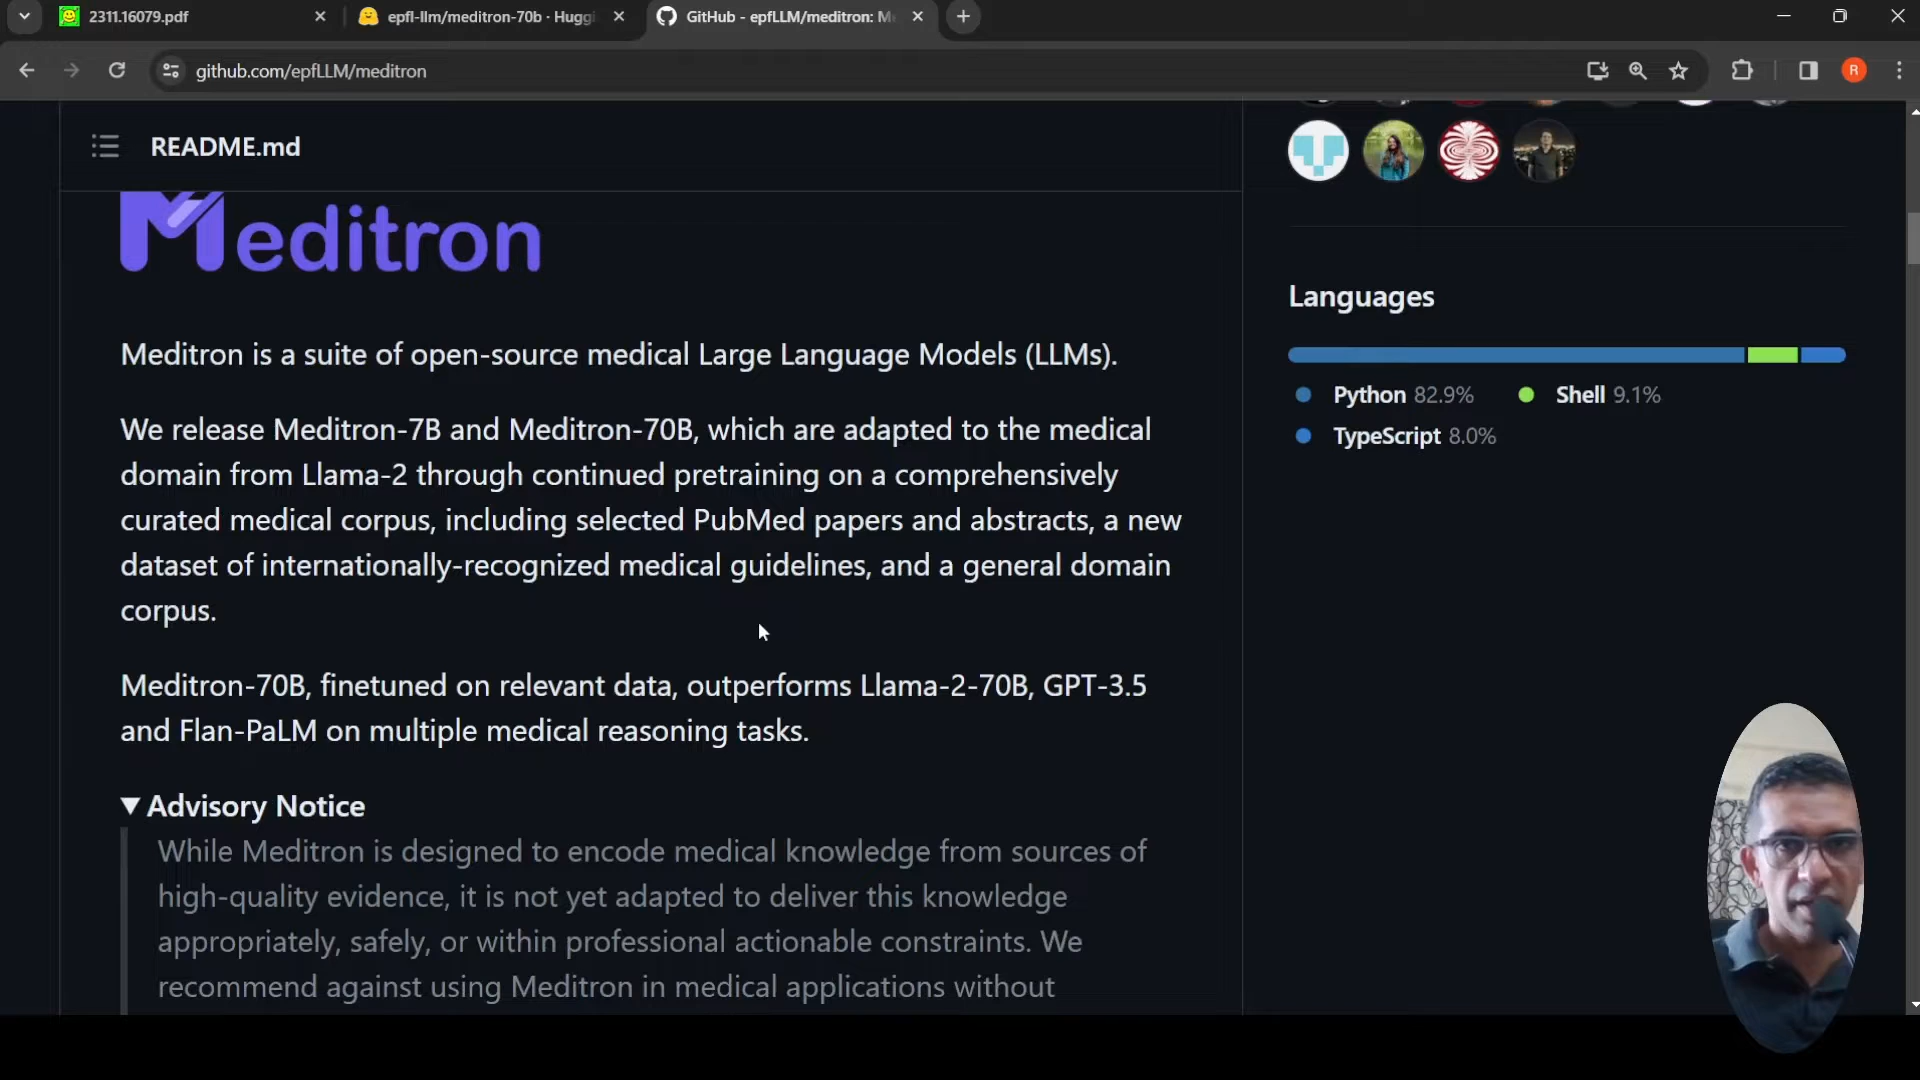 2311.16079.pdf
epfl-llm/meditron-70b · Huggi
GitHub - epfLLM/meditron: M
github.com/epfLLM/meditron
R
README.md
Meditron
Meditron is a suite of open-source medical Large Language Models (LLMs).
We release Meditron-7B and Meditron-70B, which are adapted to the medical
domain from Llama-2 through continued pretraining on a comprehensively
curated medical corpus, including selected PubMed papers and abstracts, a new
dataset of internationally-recognized medical guidelines, and a general domain
corpus.
Meditron-70B, finetuned on relevant data, outperforms Llama-2-70B, GPT-3.5
and Flan-PaLM on multiple medical reasoning tasks.
Advisory Notice
While Meditron is designed to encode medical knowledge from sources of
high-quality evidence, it is not yet adapted to deliver this knowledge
appropriately, safely, or within professional actionable constraints. We
recommend against using Meditron in medical applications without
Languages
Python 82.9% Shell 9.1%
TypeScript 8.0%